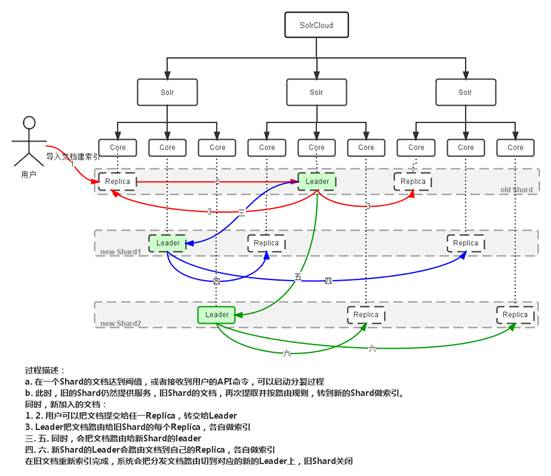 SolrCloud
Solr Solr Solr
Core Core Core Core Core Core Core Core Core
导入文档建索引
用户
Replica Leader Replica
old Shard
3 三 3
Leader Replica Replica
new Shard1
四 五 四
Leader Replica Replica
new Shard2
六 六
过程描述：
a. 在一个Shard的文档达到阀值，或者接收到用户的API命令，可以启动分裂过程
b. 此时，旧的Shard仍然提供服务，旧Shard的文档，再次提取并按路由规则，转到新的Shard做索引。
同时，新加入的文档：
1. 2. 用户可以把文档提交给任一Replica，转交给Leader
3. Leader把文档路由给旧Shard的每个Replica，各自做索引
三. 五. 同时，会把文档路由给新Shard的leader
四. 六. 新Shard的Leader会路由文档到自己的Replica，各自做索引
在旧文档重新索引完成，系统会把分发文档路由切到对应的新的Leader上，旧Shard关闭